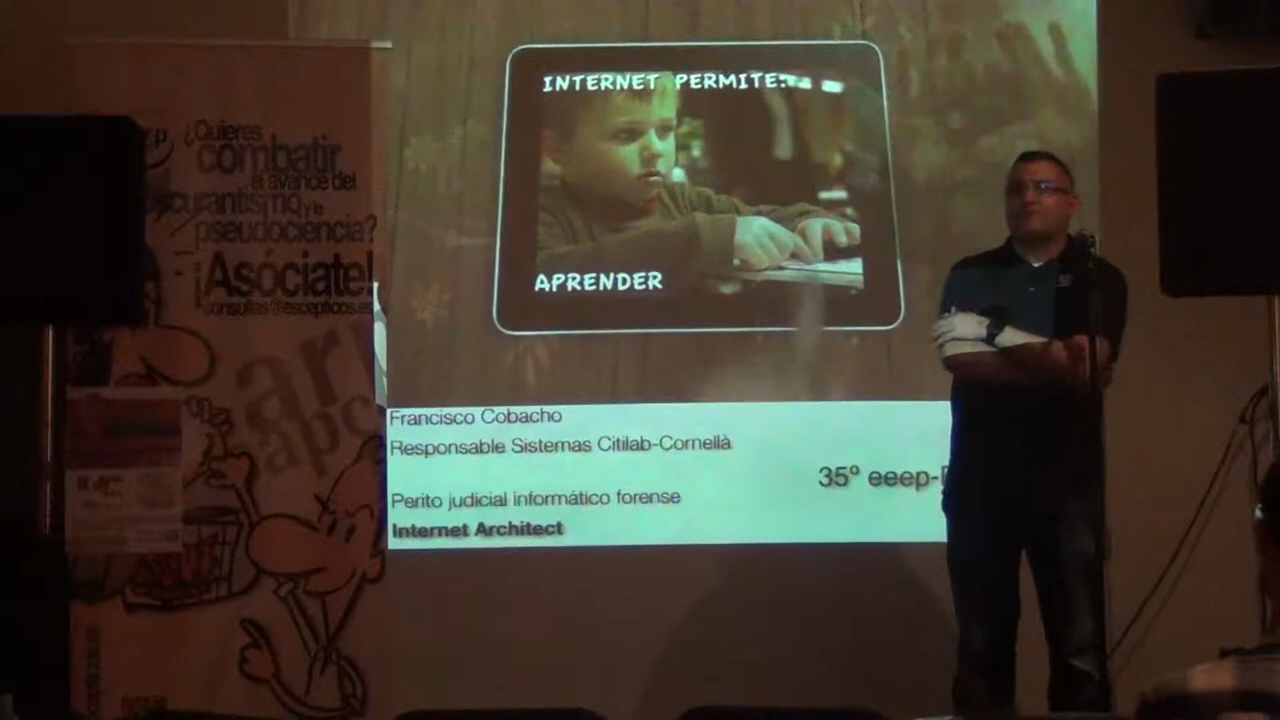 ¿Quieres
combatir
el avance del
y la
pseudociencia?
¡Asóciate!
INTERNET PERMITE:
APRENDER
Francisco Cobacho
Responsable Sistemas Citilab-Cornellà
35º eeep-
Perito judicial informático forense
Internet Architect